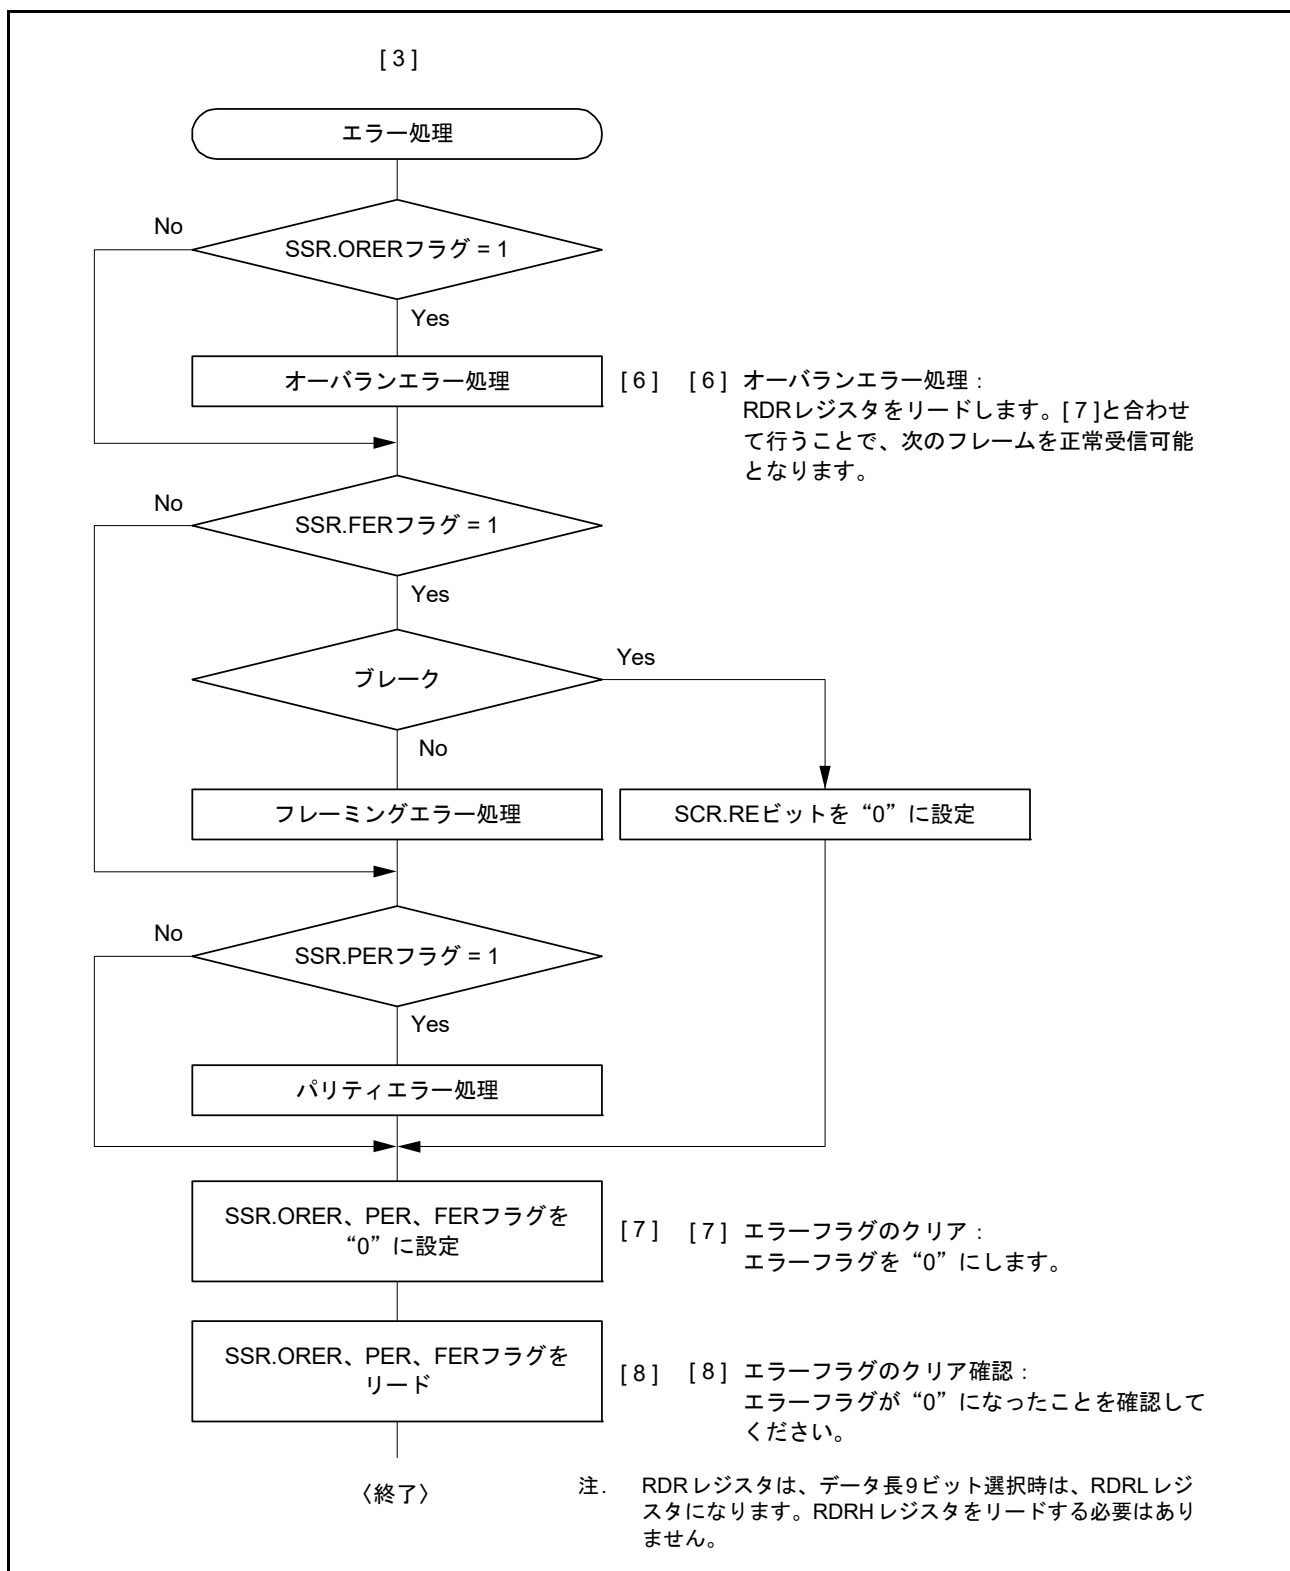 [ 3 ]
エラー処理
No
SSR.ORERフラグ = 1
Yes
オーバランエラー処理
[ 6 ]
[ 6 ] オーバランエラー処理：
RDRレジスタをリードします。[ 7 ]と合わせ
て行うことで、次のフレームを正常受信可能
となります。
No
SSR.FERフラグ = 1
Yes
ブレーク
Yes
No
フレーミングエラー処理
SCR.REビットを“0”に設定
No
SSR.PERフラグ = 1
Yes
パリティエラー処理
SSR.ORER、PER、FERフラグを
“0”に設定
[ 7 ]
[ 7 ] エラーフラグのクリア：
エラーフラグを“0”にします。
SSR.ORER、PER、FERフラグを
リード
[ 8 ]
[ 8 ] エラーフラグのクリア確認：
エラーフラグが“0”になったことを確認して
ください。
〈終了〉
注. RDRレジスタは、データ長9ビット選択時は、RDRLレジ
スタになります。RDRHレジスタをリードする必要はあり
ません。